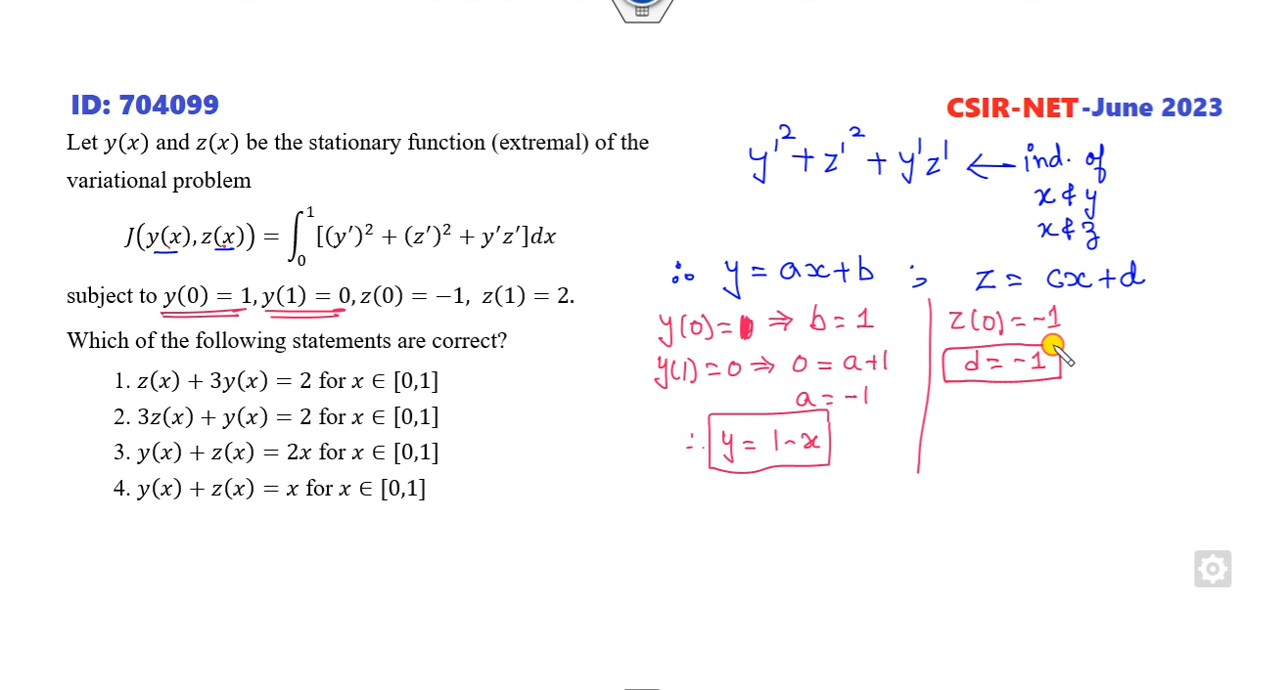 ID: 704099
CSIR-NET-June 2023
Let y(x) and z(x) be the stationary function (extremal) of the
variational problem
J(y(x), z(x)) = ∫₀¹ [(y′)² + (z′)² + y′z′]dx
subject to y(0) = 1, y(1) = 0, z(0) = −1, z(1) = 2.
Which of the following statements are correct?
1. z(x) + 3y(x) = 2 for x ∈ [0,1]
2. 3z(x) + y(x) = 2 for x ∈ [0,1]
3. y(x) + z(x) = 2x for x ∈ [0,1]
4. y(x) + z(x) = x for x ∈ [0,1]
y′² + z′² + y′z′ ← ind. of
x & y
x & z
∴ y = ax+b ; z = cx+d
y(0) = 1 ⇒ b = 1
y(1) = 0 ⇒ 0 = a+1
a = −1
∴ y = 1−x
z(0) = −1
d = −1